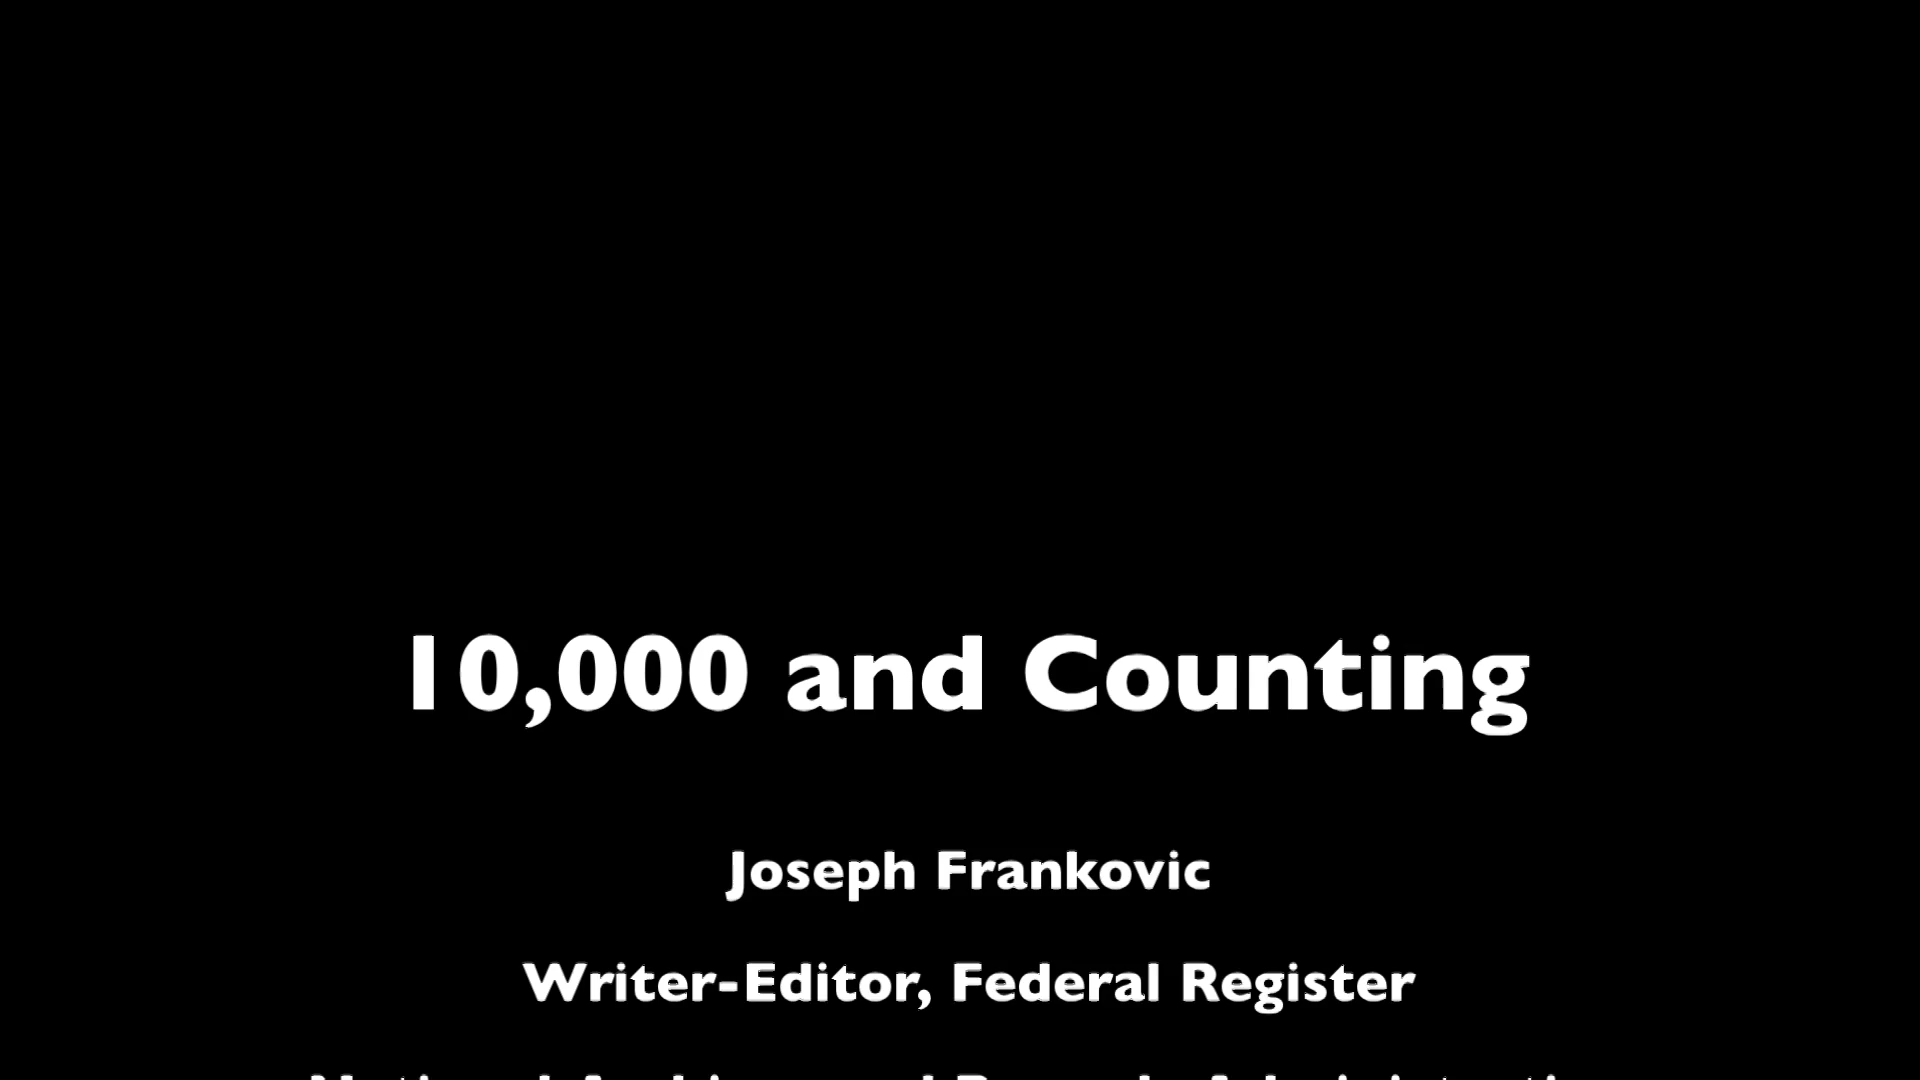 10,000 and Counting
Joseph Frankovic
Writer-Editor, Federal Register